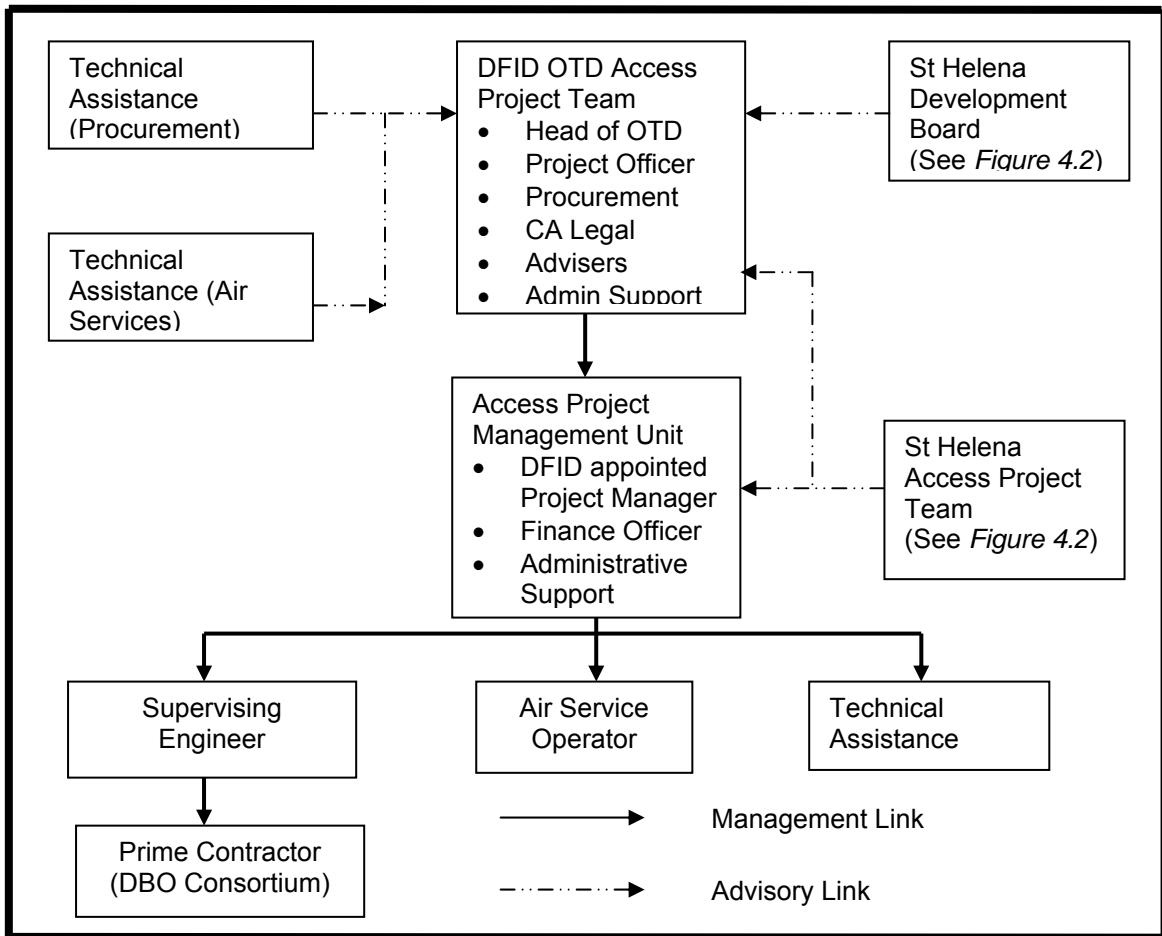 Technical
Assistance
(Procurement)
DFID OTD Access
Project Team
• Head of OTD
• Project Officer
• Procurement
• CA Legal
• Advisers
• Admin Support
St Helena
Development
Board
(See Figure 4.2)
Technical
Assistance (Air
Services)
Access Project
Management Unit
• DFID appointed
Project Manager
• Finance Officer
• Administrative
Support
St Helena
Access Project
Team
(See Figure 4.2)
Supervising
Engineer
Air Service
Operator
Technical
Assistance
Prime Contractor
(DBO Consortium)
Management Link
Advisory Link